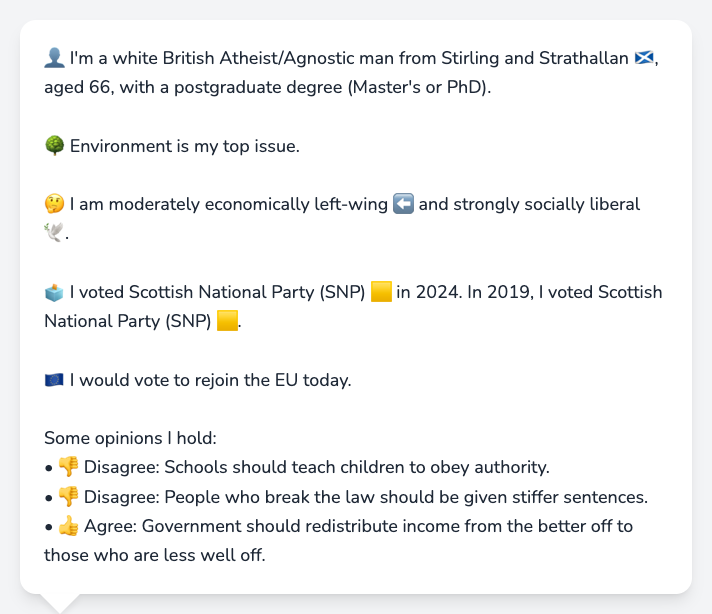 👤 I'm a white British Atheist/Agnostic man from Stirling and Strathallan 🏴󠁧󠁢󠁳󠁣󠁴󠁿,
aged 66, with a postgraduate degree (Master's or PhD).
🌳 Environment is my top issue.
🤔 I am moderately economically left-wing ⬅️ and strongly socially liberal
🕊️.
🗳️ I voted Scottish National Party (SNP) 🟨 in 2024. In 2019, I voted Scottish
National Party (SNP) 🟨.
🇪🇺 I would vote to rejoin the EU today.
Some opinions I hold:
• 👎 Disagree: Schools should teach children to obey authority.
• 👎 Disagree: People who break the law should be given stiffer sentences.
• 👍 Agree: Government should redistribute income from the better off to
those who are less well off.